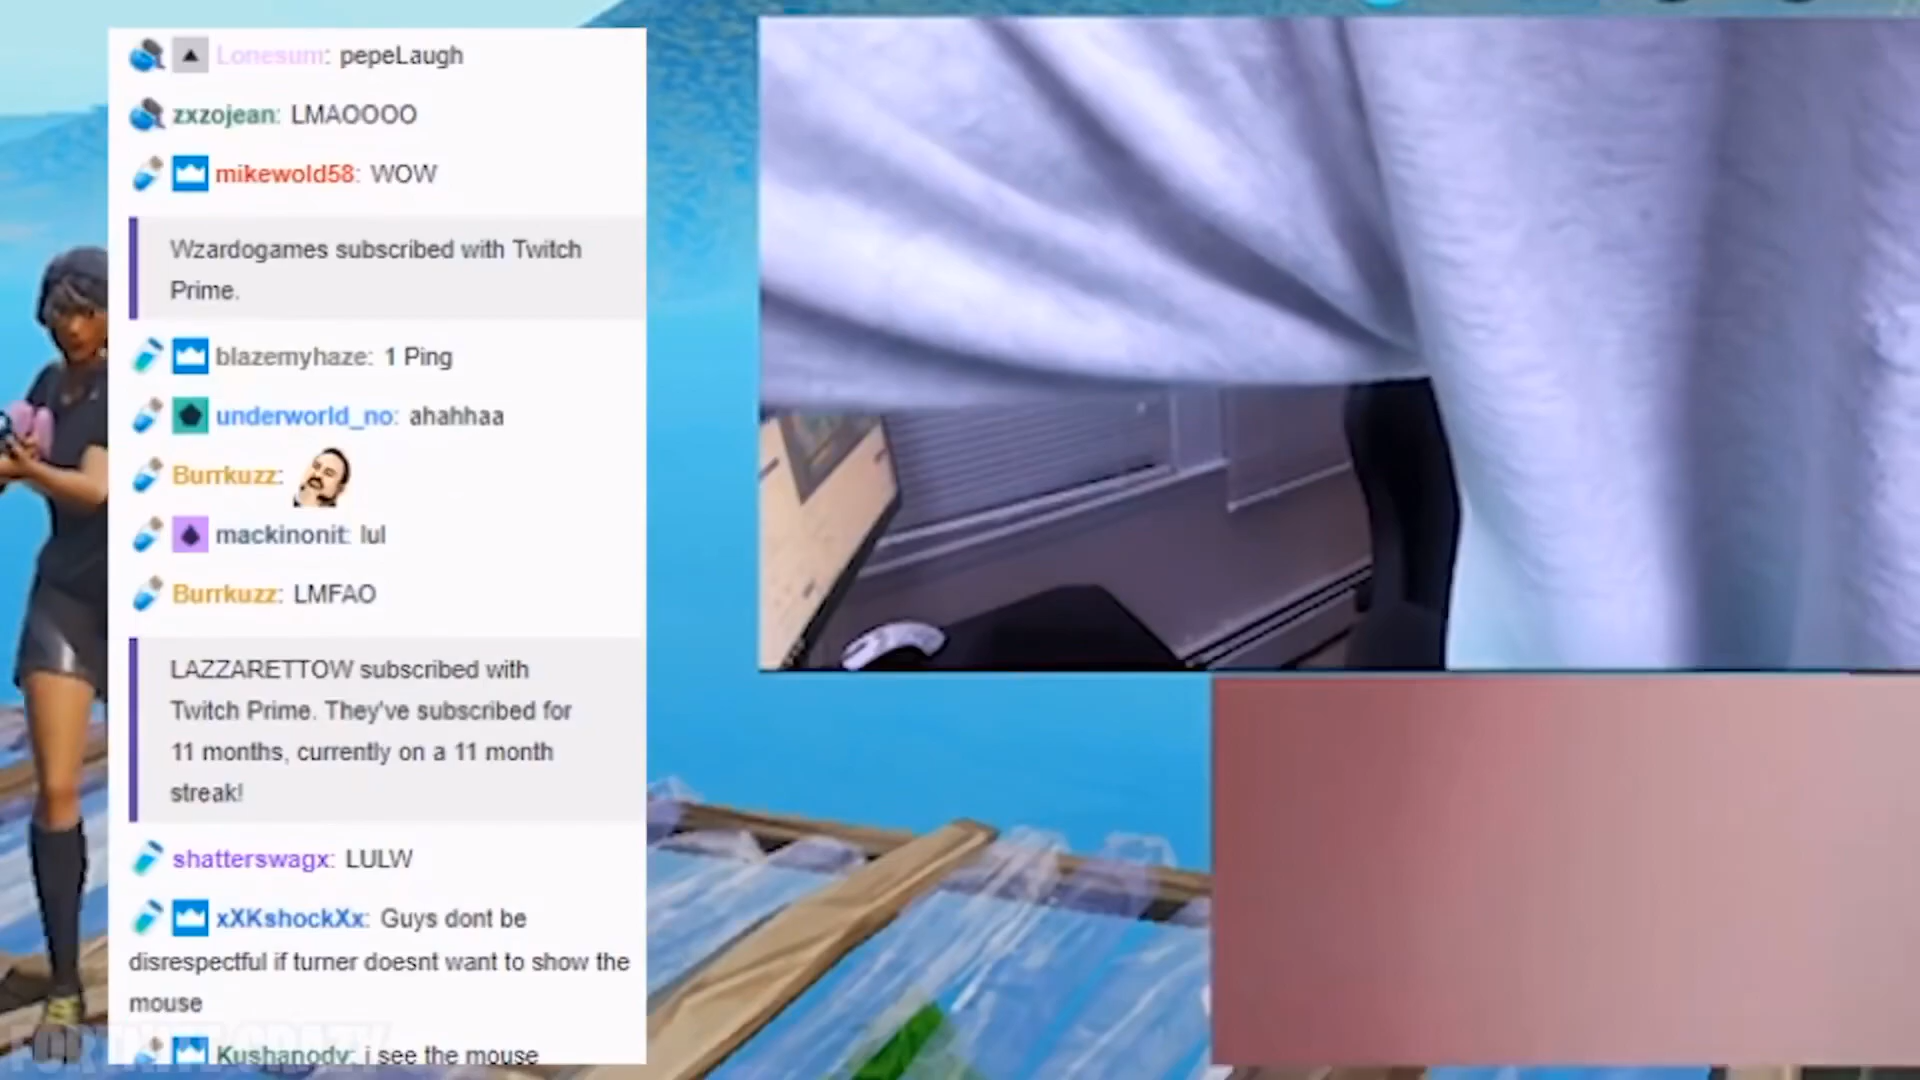 Lonesum: pepeLaugh
zxzojean: LMAOOOO
mikewold58: WOW
Wzardogames subscribed with Twitch
Prime.
blazemyhaze: 1 Ping
underworld_no: ahahhaa
Burrkuzz:
mackinonit: lul
Burrkuzz: LMFAO
LAZZARETTOW subscribed with
Twitch Prime. They've subscribed for
11 months, currently on a 11 month
streak!
shatterswagx: LULW
xXKshockXx: Guys dont be
disrespectful if turner doesnt want to show the
mouse
Kushanody: i see the mouse
FORTNITE CRAZY